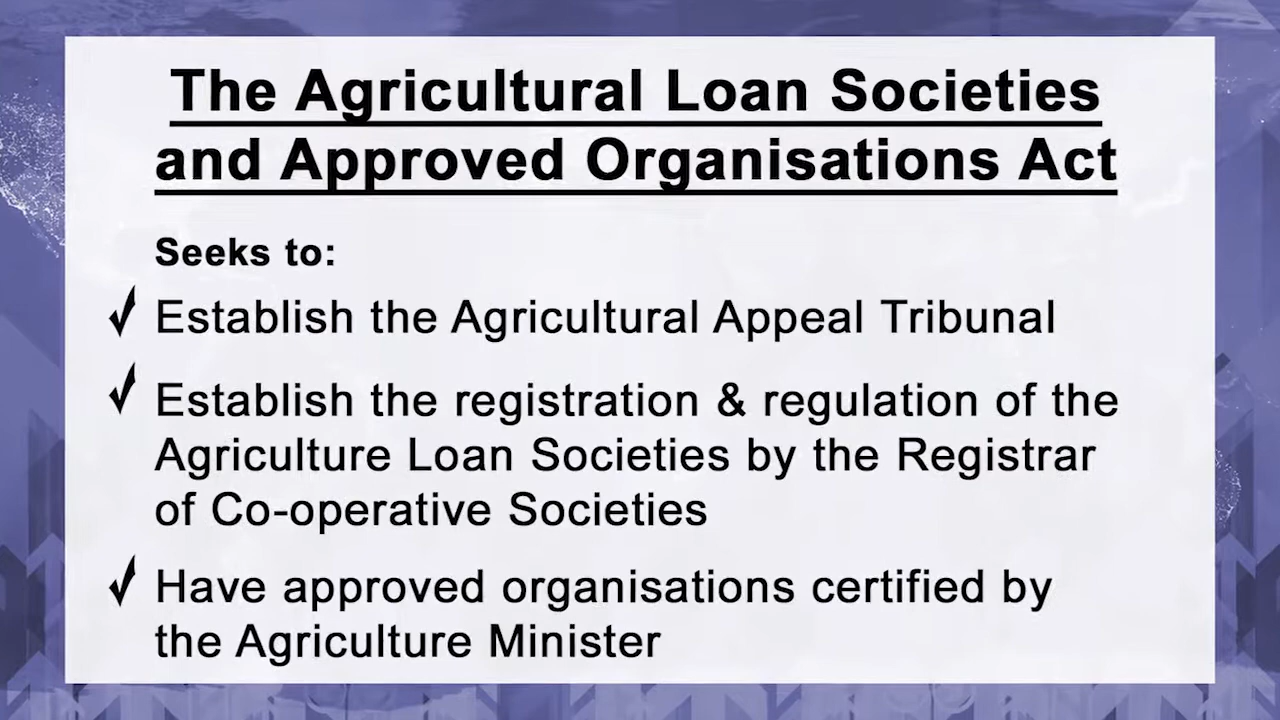 The Agricultural Loan Societies
and Approved Organisations Act
Seeks to:
Establish the Agricultural Appeal Tribunal
Establish the registration & regulation of the
Agriculture Loan Societies by the Registrar
of Co-operative Societies
Have approved organisations certified by
the Agriculture Minister